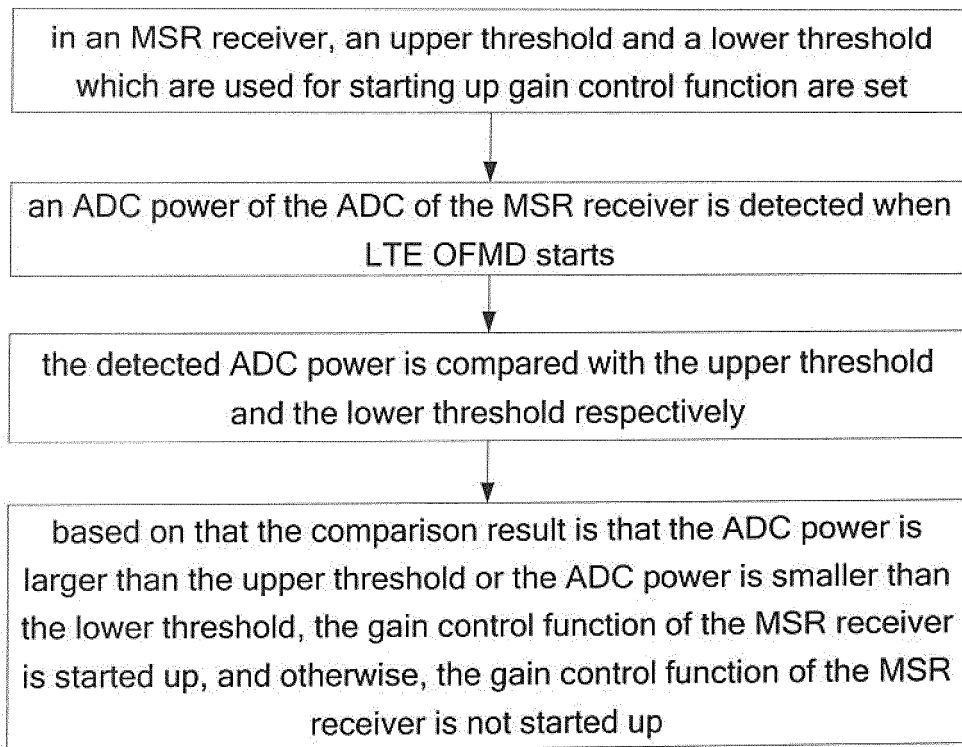 in an MSR receiver, an upper threshold and a lower threshold
which are used for starting up gain control function are set
an ADC power of the ADC of the MSR receiver is detected when
LTE OFMD starts
the detected ADC power is compared with the upper threshold
and the lower threshold respectively
based on that the comparison result is that the ADC power is
larger than the upper threshold or the ADC power is smaller than
the lower threshold, the gain control function of the MSR receiver
is started up, and otherwise, the gain control function of the MSR
receiver is not started up